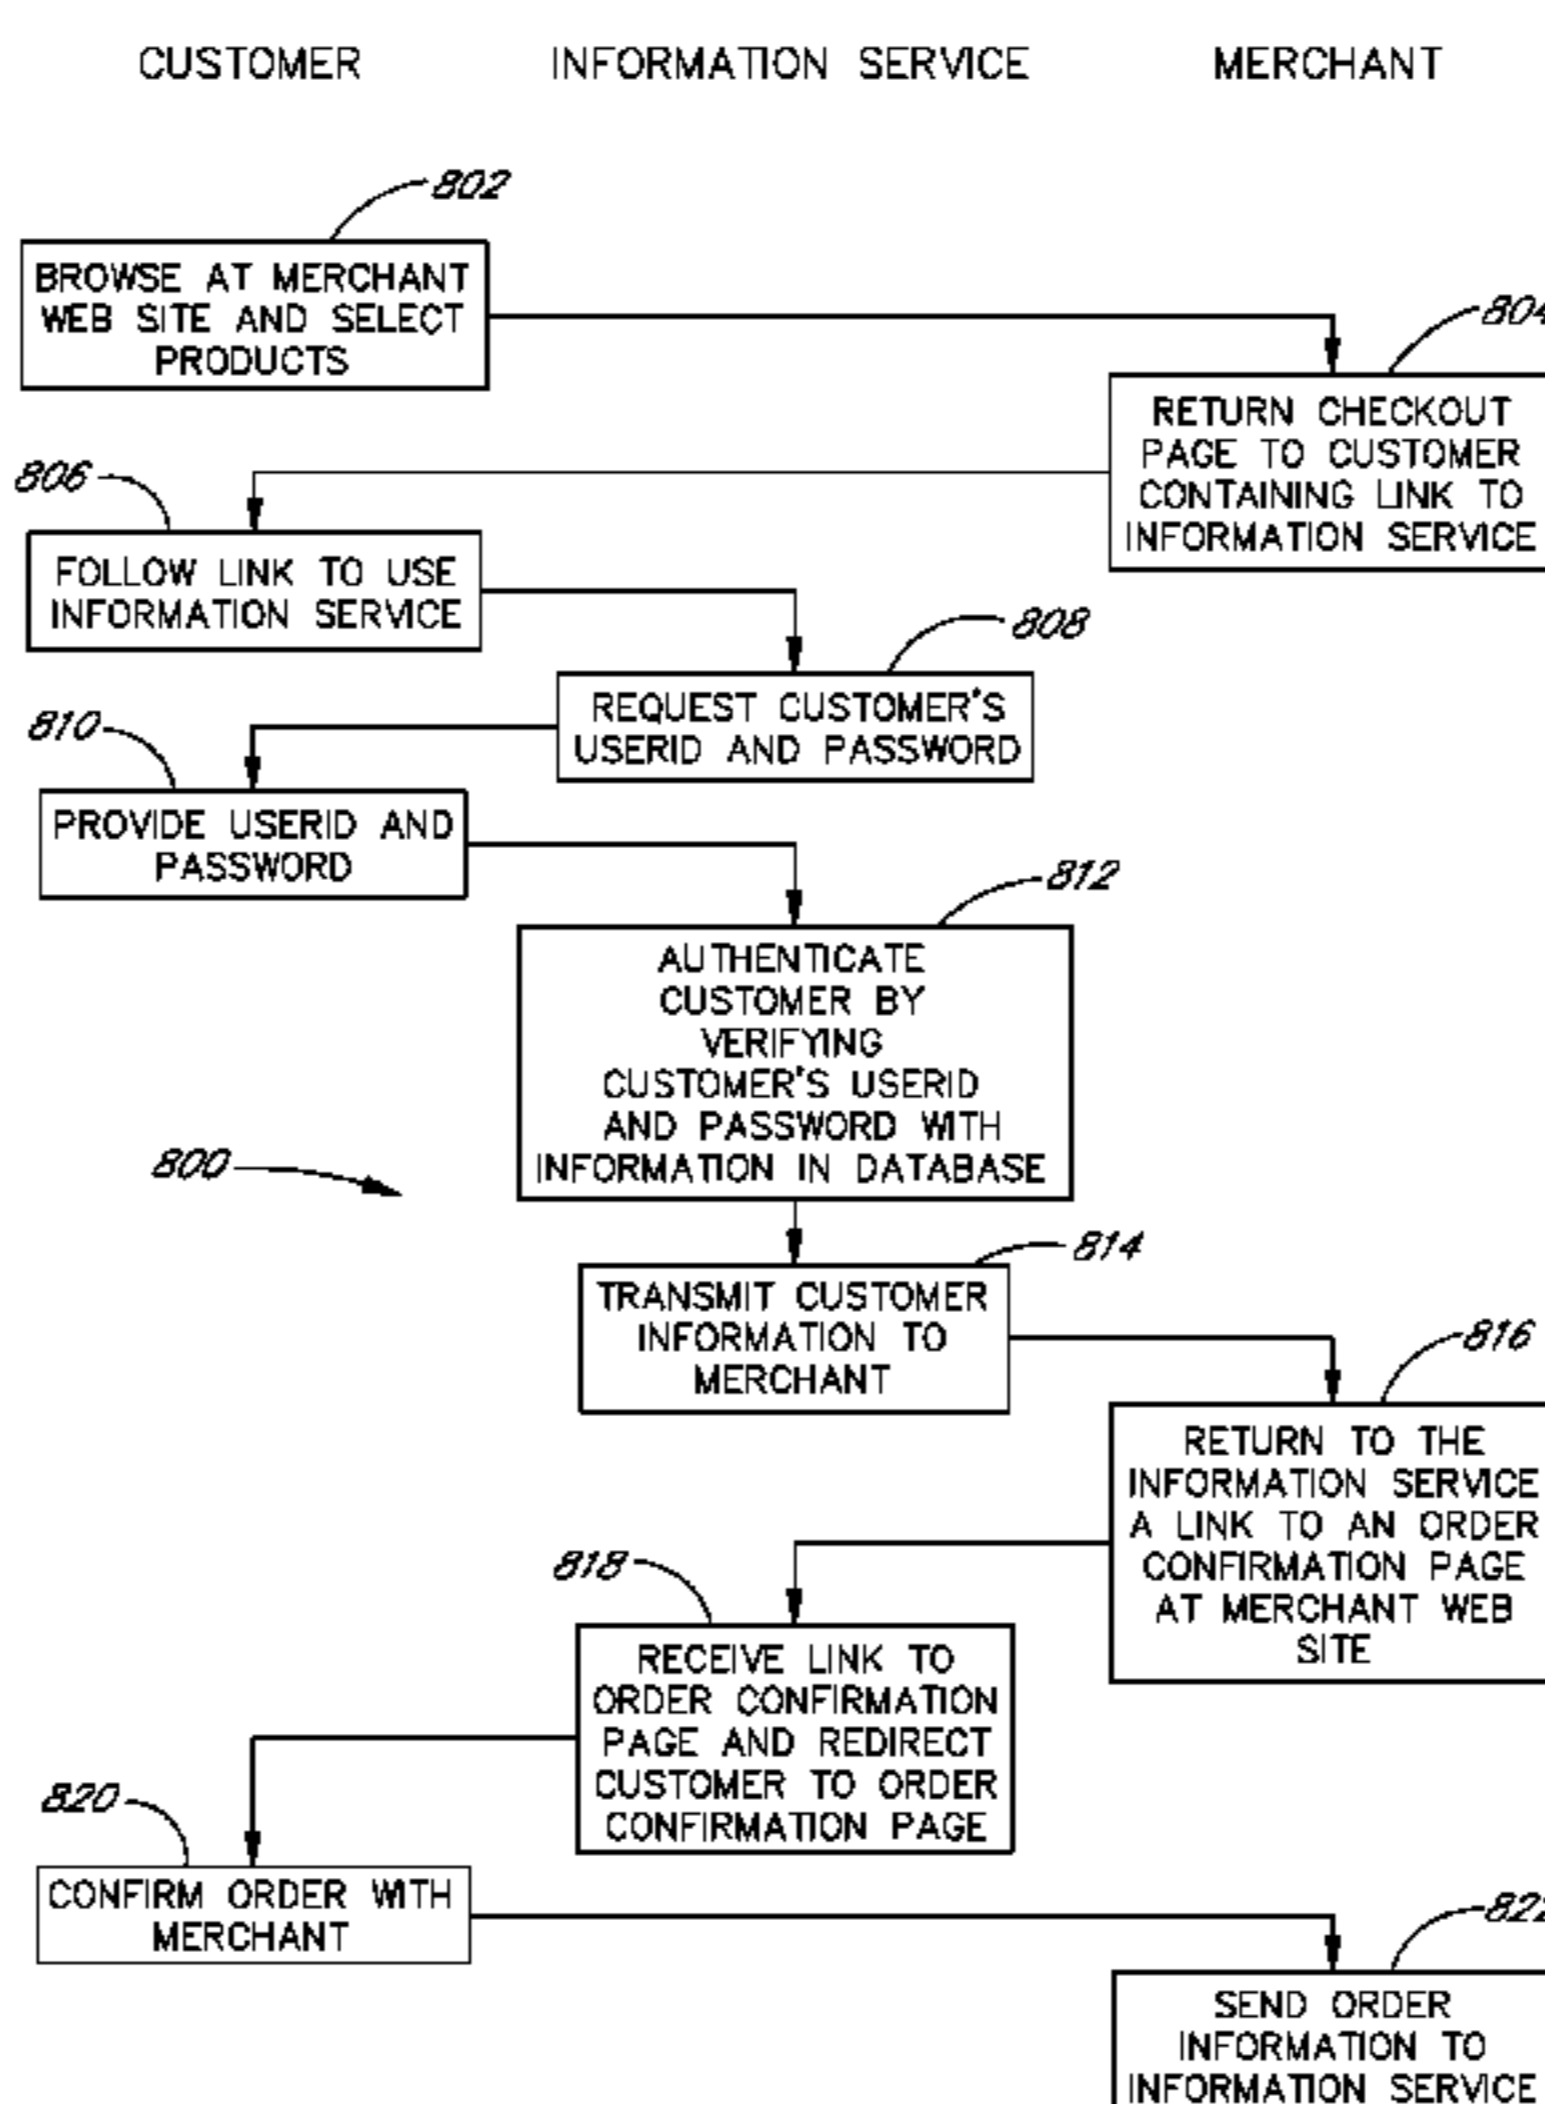 CUSTOMER INFORMATION SERVICE MERCHANT
802
BROWSE AT MERCHANT
WEB SITE AND SELECT
PRODUCTS
804
RETURN CHECKOUT
PAGE TO CUSTOMER
CONTAINING LINK TO
INFORMATION SERVICE
806
FOLLOW LINK TO USE
INFORMATION SERVICE
808
REQUEST CUSTOMER'S
USERID AND PASSWORD
810
PROVIDE USERID AND
PASSWORD
812
AUTHENTICATE
CUSTOMER BY
VERIFYING
CUSTOMER'S USERID
AND PASSWORD WITH
INFORMATION IN DATABASE
800
814
TRANSMIT CUSTOMER
INFORMATION TO
MERCHANT
816
RETURN TO THE
INFORMATION SERVICE
A LINK TO AN ORDER
CONFIRMATION PAGE
AT MERCHANT WEB
SITE
818
RECEIVE LINK TO
ORDER CONFIRMATION
PAGE AND REDIRECT
CUSTOMER TO ORDER
CONFIRMATION PAGE
820
CONFIRM ORDER WITH
MERCHANT
822
SEND ORDER
INFORMATION TO
INFORMATION SERVICE